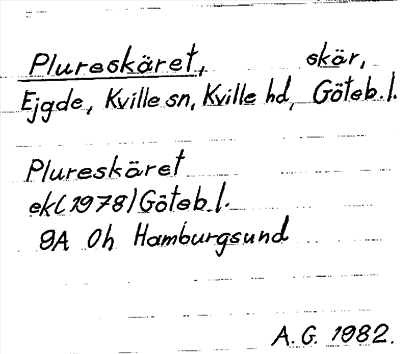 Plureskäret, skär,
Ejgde, Kville sn, Kville hd, Göteb. l.
Plureskäret
ek (1978) Göteb. l.
9A 0h Hamburgsund
A.G. 1982.